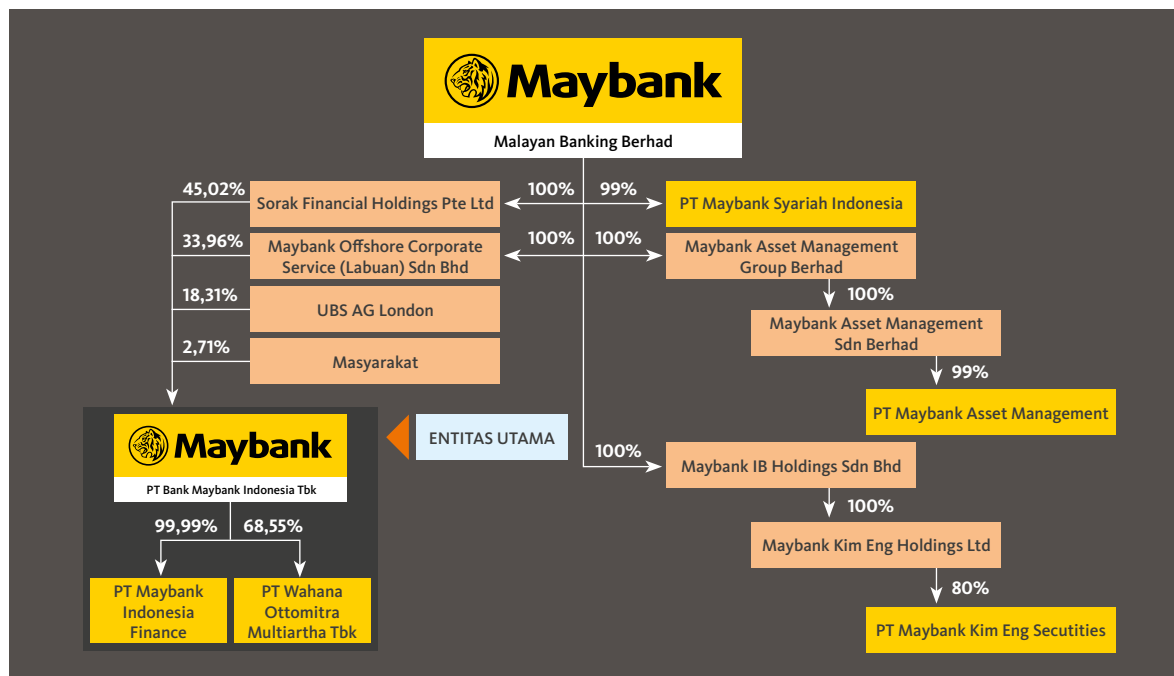 Maybank
Malayan Banking Berhad
45,02%
Sorak Financial Holdings Pte Ltd
100%
99%
PT Maybank Syariah Indonesia
33,96%
Maybank Offshore Corporate
Service (Labuan) Sdn Bhd
100%
100%
Maybank Asset Management
Group Berhad
18,31%
UBS AG London
100%
Maybank Asset Management
Sdn Berhad
2,71%
Masyarakat
99%
PT Maybank Asset Management
Maybank
PT Bank Maybank Indonesia Tbk
ENTITAS UTAMA
100%
Maybank IB Holdings Sdn Bhd
99,99%
68,55%
100%
Maybank Kim Eng Holdings Ltd
PT Maybank
Indonesia
Finance
PT Wahana
Ottomitra
Multiartha Tbk
80%
PT Maybank Kim Eng Secutities